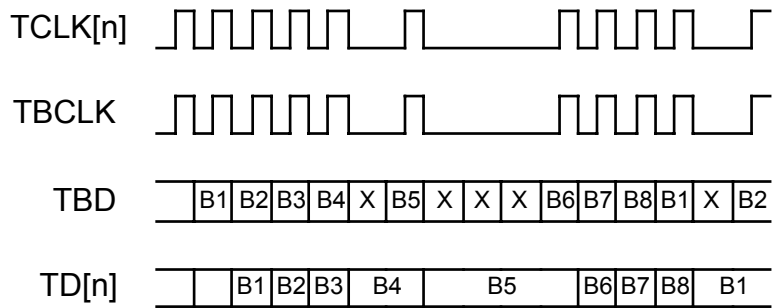 TCLK[n]
TBCLK
TBD B1 B2 B3 B4 X B5 X X X B6 B7 B8 B1 X B2
TD[n] B1 B2 B3 B4 B5 B6 B7 B8 B1